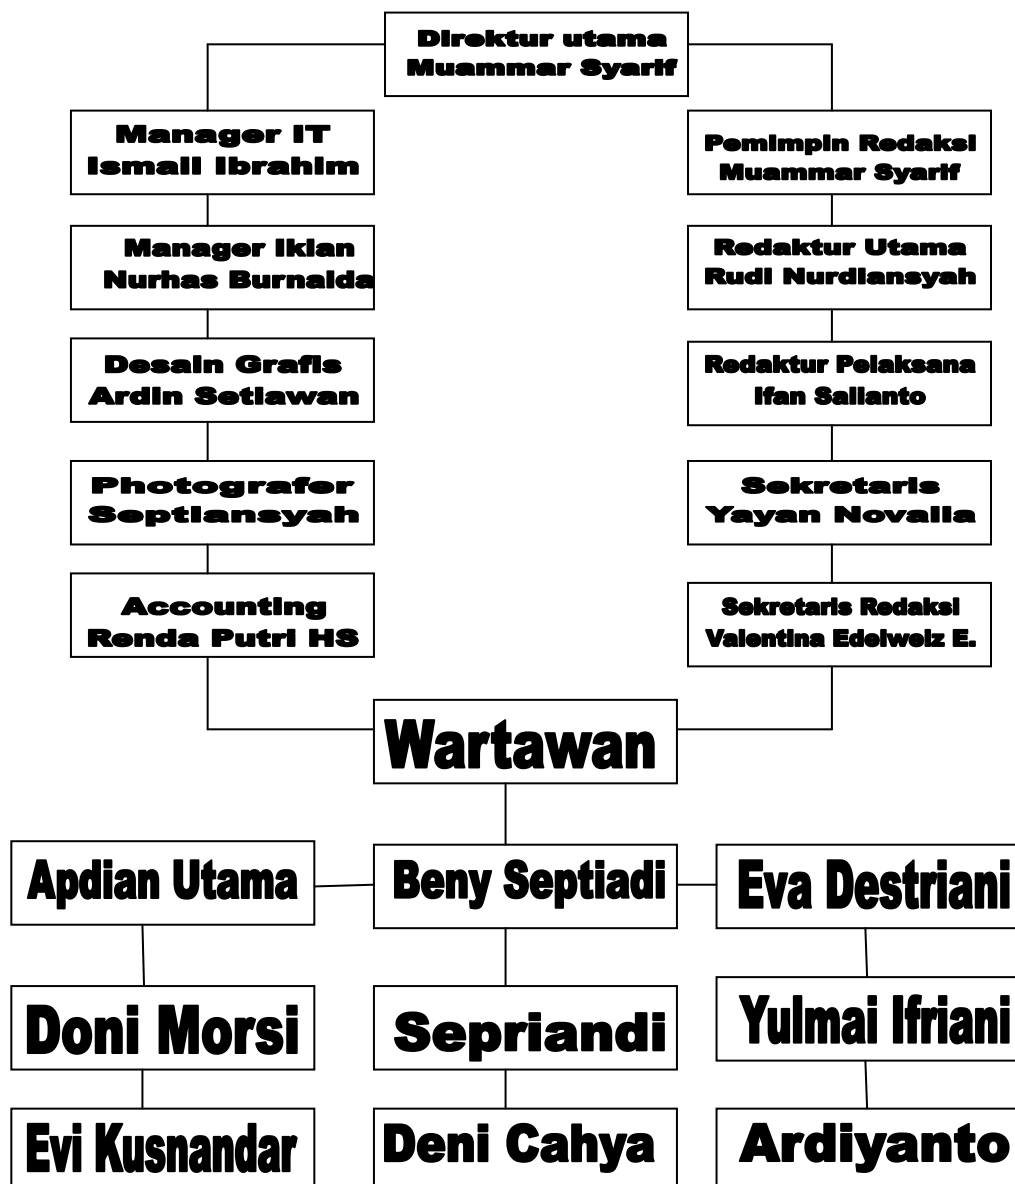 Direktur utama
Muammar Syarif
Manager IT
Ismail Ibrahim
Pemimpin Redaksi
Muammar Syarif
Manager Iklan
Nurhas Burnaida
Redaktur Utama
Rudi Nurdiansyah
Desain Grafis
Ardin Setiawan
Redaktur Pelaksana
Ifan Salianto
Photografer
Septiansyah
Sekretaris
Yayan Novalia
Accounting
Renda Putri HS
Sekretaris Redaksi
Valentina Edelweiz E.
Wartawan
Apdian Utama
Beny Septiadi
Eva Destriani
Doni Morsi
Sepriandi
Yulmai Ifriani
Evi Kusnandar
Deni Cahya
Ardiyanto